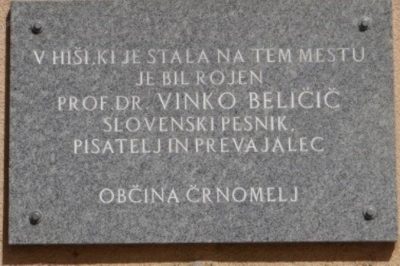 V HIŠI, KI JE STALA NA TEM MESTU
JE BIL ROJEN
PROF. DR. VINKO BELIČIČ
SLOVENSKI PESNIK,
PISATELJ IN PREVAJALEC
OBČINA ČRNOMELJ